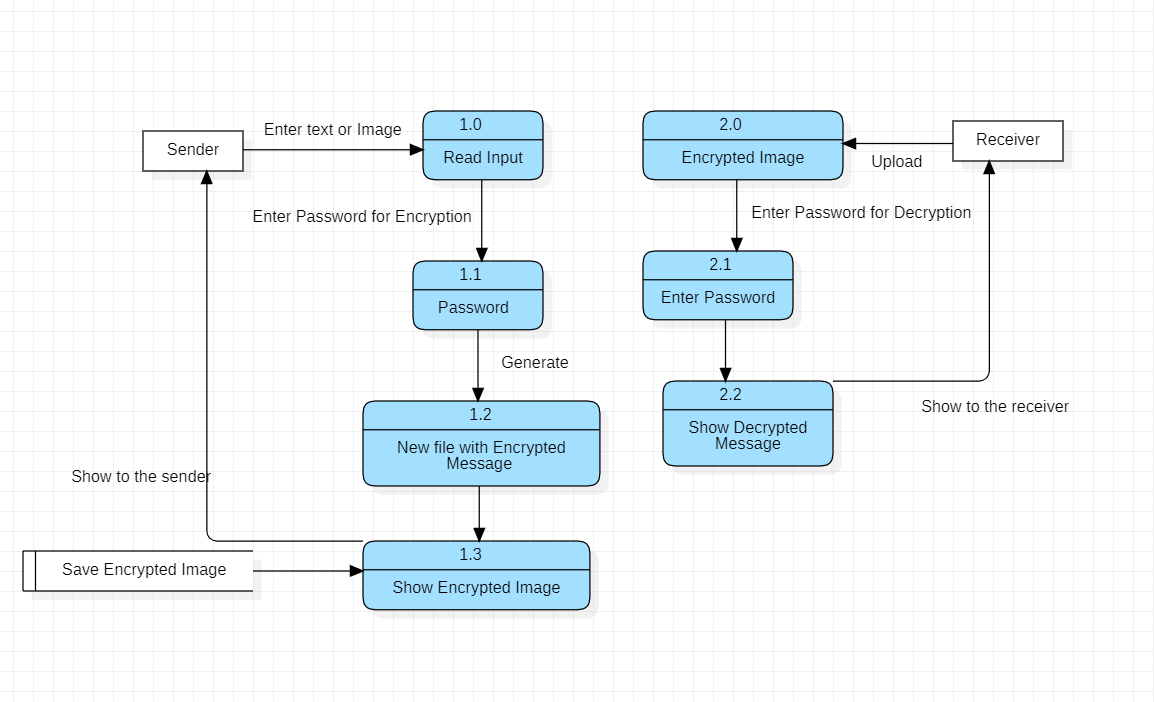 Sender
Enter text or Image
1.0
Read Input
Enter Password for Encryption
1.1
Password
Generate
1.2
New file with Encrypted
Message
Show to the sender
Save Encrypted Image
1.3
Show Encrypted Image
2.0
Encrypted Image
Upload
Receiver
Enter Password for Decryption
2.1
Enter Password
2.2
Show Decrypted
Message
Show to the receiver